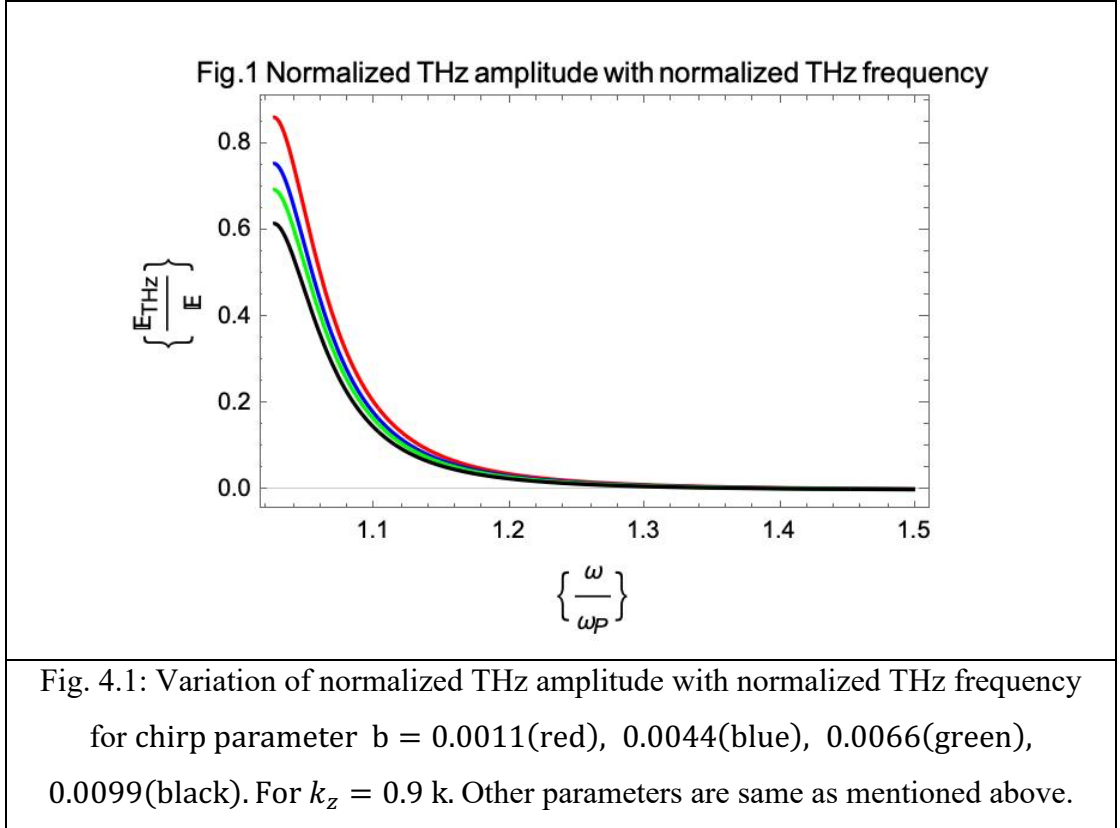 Fig.1 Normalized THz amplitude with normalized THz frequency
0.8
0.6
0.4
0.2
0.0
{E_THz / E}
1.1 1.2 1.3 1.4 1.5
{ω / ω_P}
Fig. 4.1: Variation of normalized THz amplitude with normalized THz frequency
for chirp parameter b = 0.0011(red), 0.0044(blue), 0.0066(green),
0.0099(black). For k_z = 0.9 k. Other parameters are same as mentioned above.